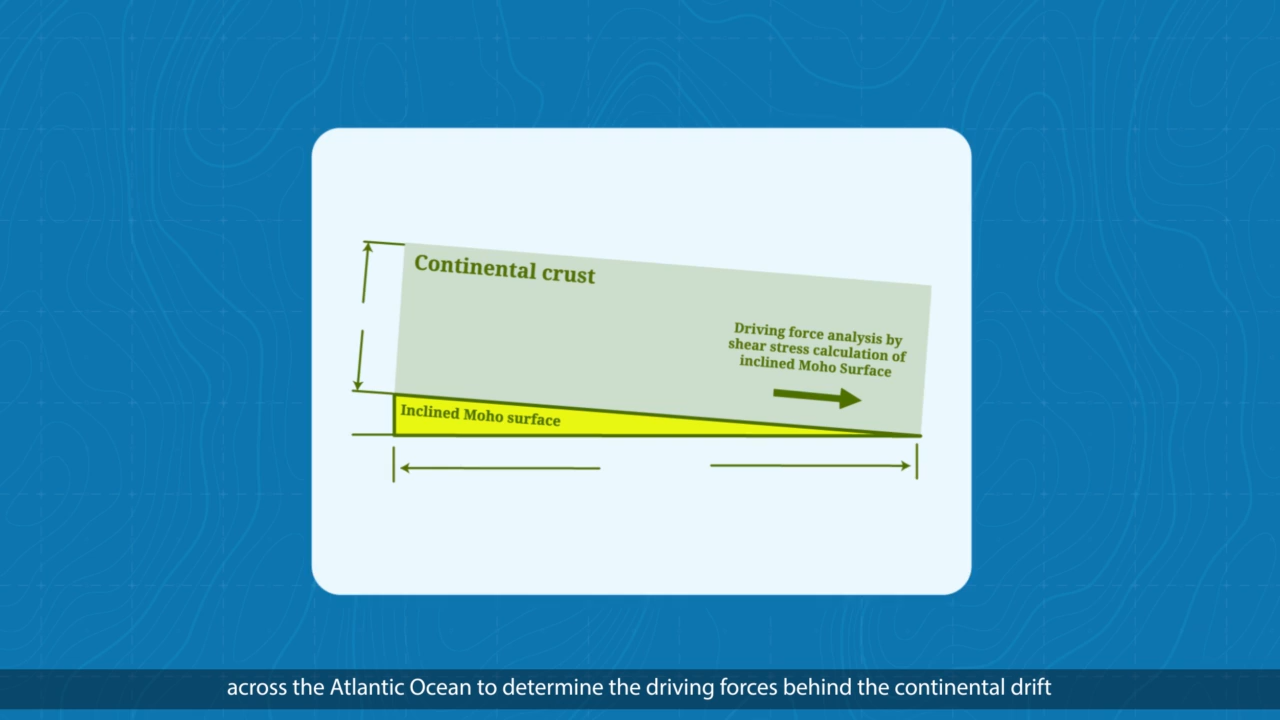 Continental crust
Driving force analysis by
shear stress calculation of
inclined Moho Surface
Inclined Moho surface
across the Atlantic Ocean to determine the driving forces behind the continental drift